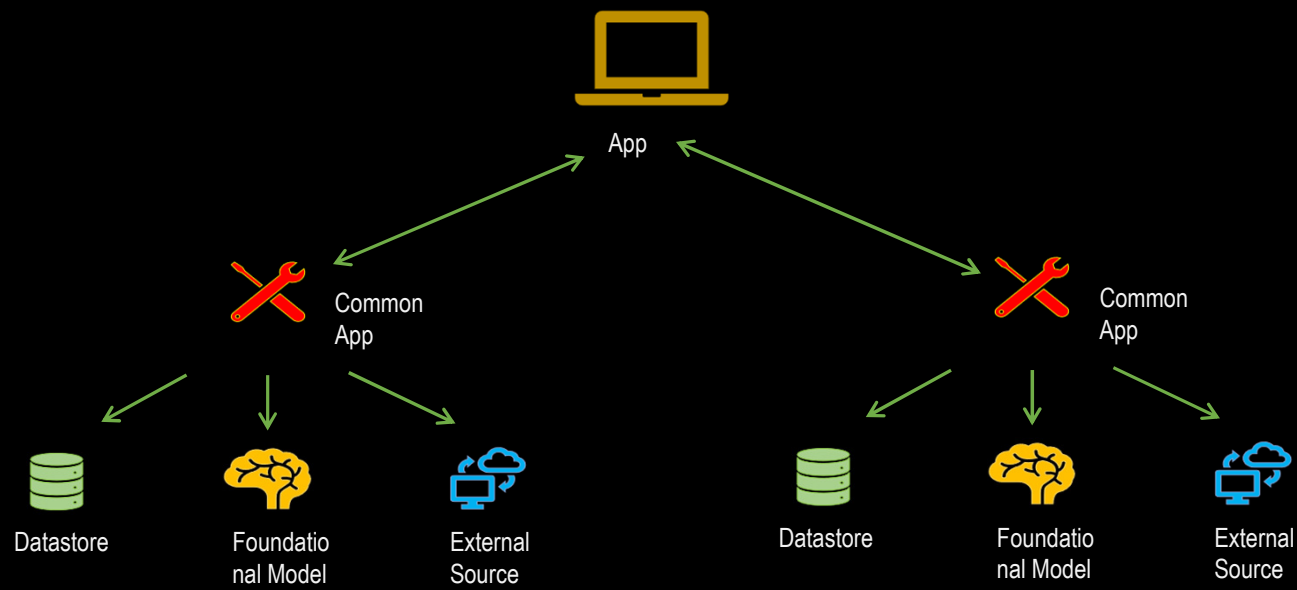 App
Common
App
Common
App
Datastore
Foundatio
nal Model
External
Source
Datastore
Foundatio
nal Model
External
Source